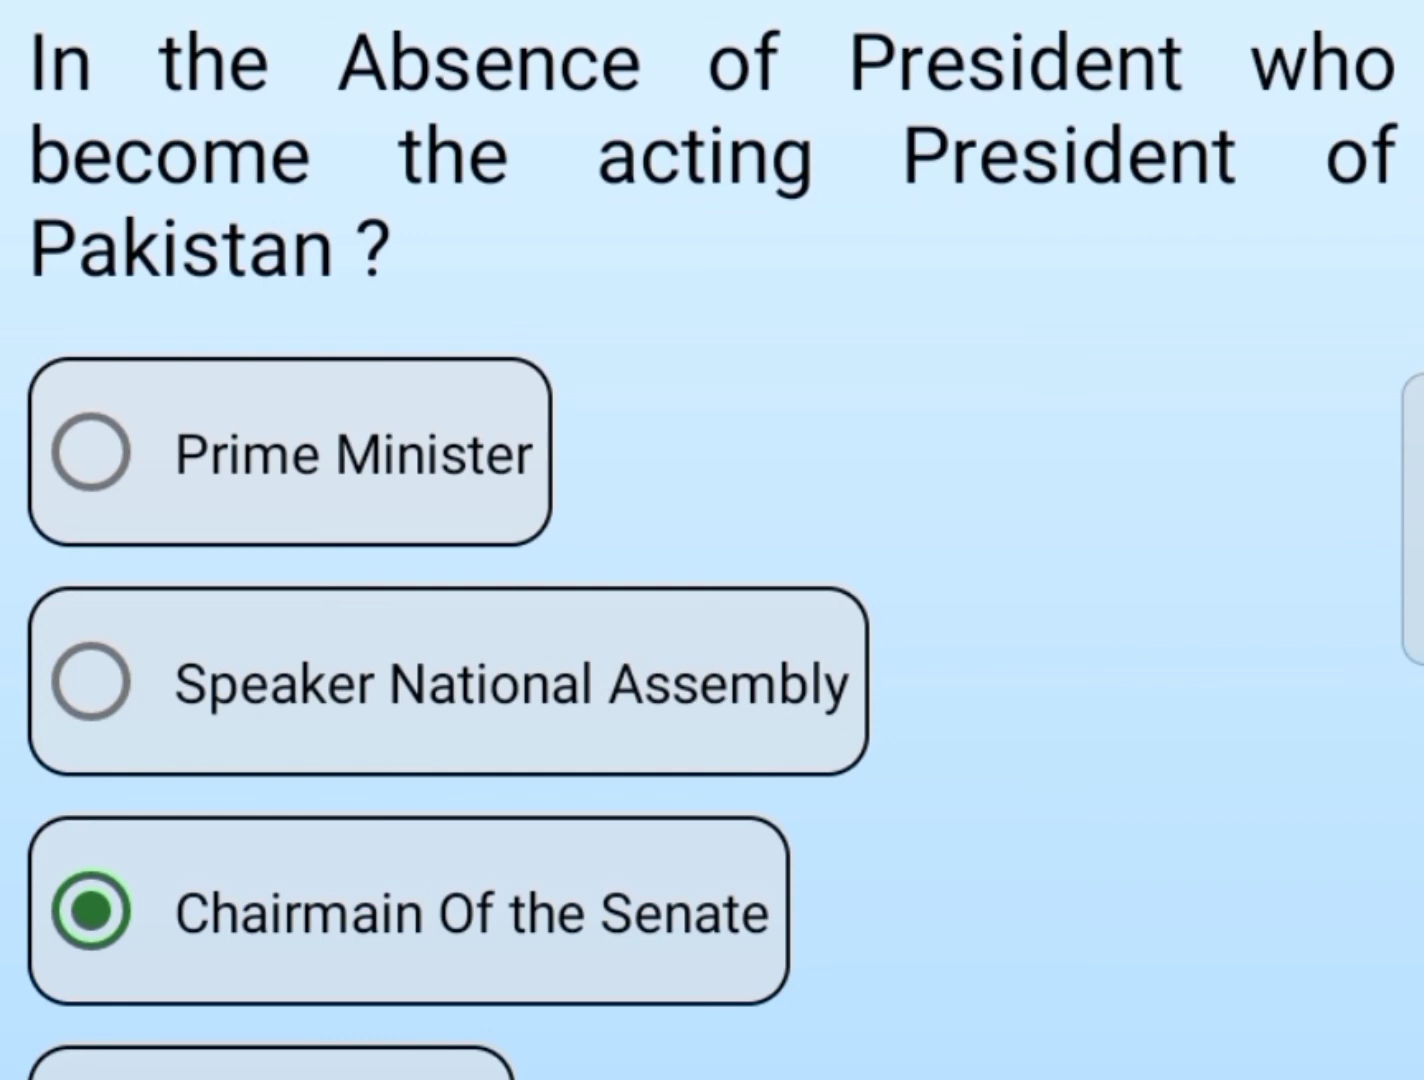 In the Absence of President who
become the acting President of
Pakistan ?
Prime Minister
Speaker National Assembly
Chairmain Of the Senate